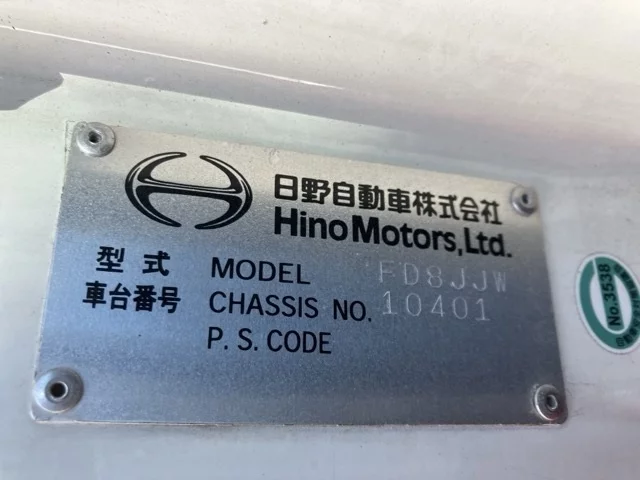 日野自動車株式会社
Hino Motors, Ltd.
型式 MODEL FD8JJW
車台番号 CHASSIS NO. 10401
P. S. CODE
No.3538